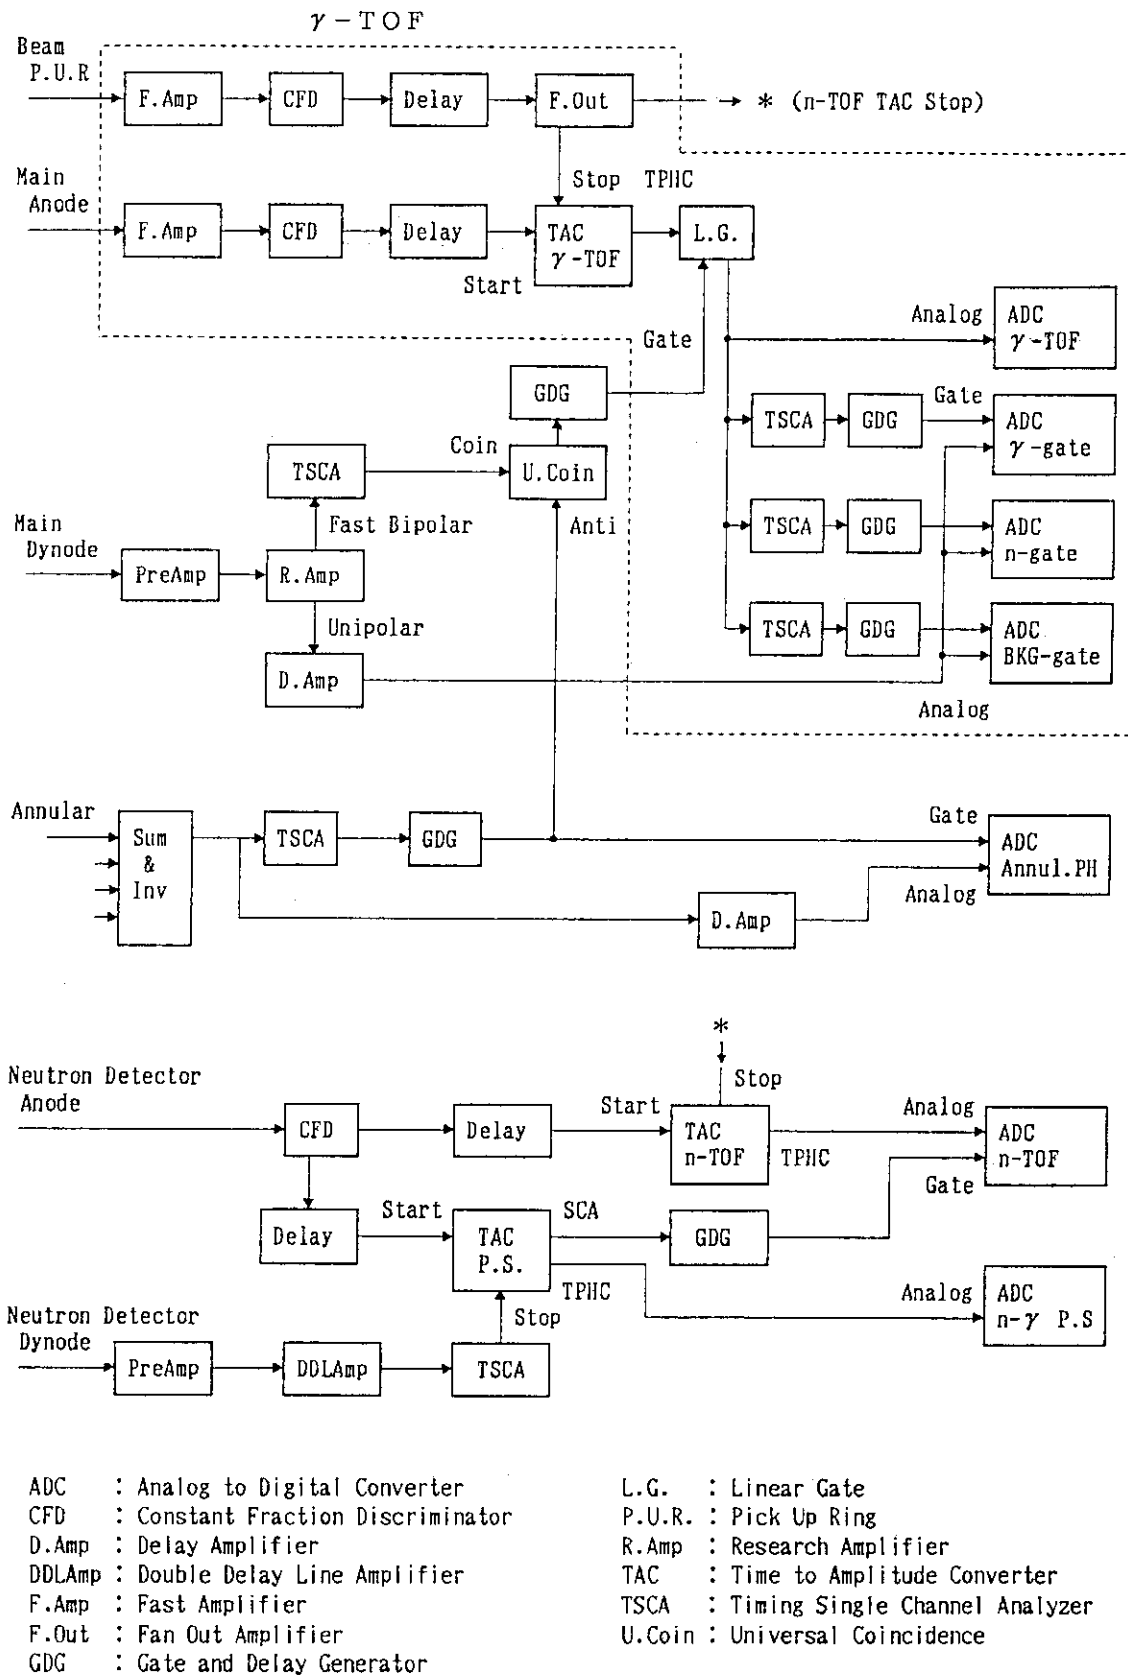 γ-TOF
Beam
P.U.R
F.Amp
CFD
Delay
F.Out
* (n-TOF TAC Stop)
Main
Anode
Stop TPHC
F.Amp
CFD
Delay
TAC
γ-TOF
L.G.
Start
Gate
Analog
ADC
γ-TOF
GDG
Gate
TSCA
GDG
ADC
γ-gate
Coin
TSCA
U.Coin
Fast Bipolar
Anti
TSCA
GDG
ADC
n-gate
Main
Dynode
PreAmp
R.Amp
Unipolar
TSCA
GDG
ADC
BKG-gate
D.Amp
Analog
Annular
Sum
&
Inv
TSCA
GDG
Gate
ADC
Annul.PH
Analog
D.Amp
*
Stop
Neutron Detector
Anode
CFD
Delay
Start
TAC
n-TOF
TPHC
Analog
ADC
n-TOF
Gate
Delay
Start
TAC
P.S.
SCA
GDG
TPHC
Analog
ADC
n-γ P.S
Stop
Neutron Detector
Dynode
PreAmp
DDLAmp
TSCA
ADC : Analog to Digital Converter
CFD : Constant Fraction Discriminator
D.Amp : Delay Amplifier
DDLAmp : Double Delay Line Amplifier
F.Amp : Fast Amplifier
F.Out : Fan Out Amplifier
GDG : Gate and Delay Generator
L.G. : Linear Gate
P.U.R. : Pick Up Ring
R.Amp : Research Amplifier
TAC : Time to Amplitude Converter
TSCA : Timing Single Channel Analyzer
U.Coin : Universal Coincidence